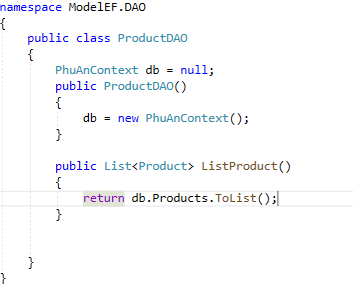 namespace ModelEF.DAO
{
    public class ProductDAO
    {
        PhuAnContext db = null;
        public ProductDAO()
        {
            db = new PhuAnContext();
        }
        public List<Product> ListProduct()
        {
            return db.Products.ToList();
        }
    }
}